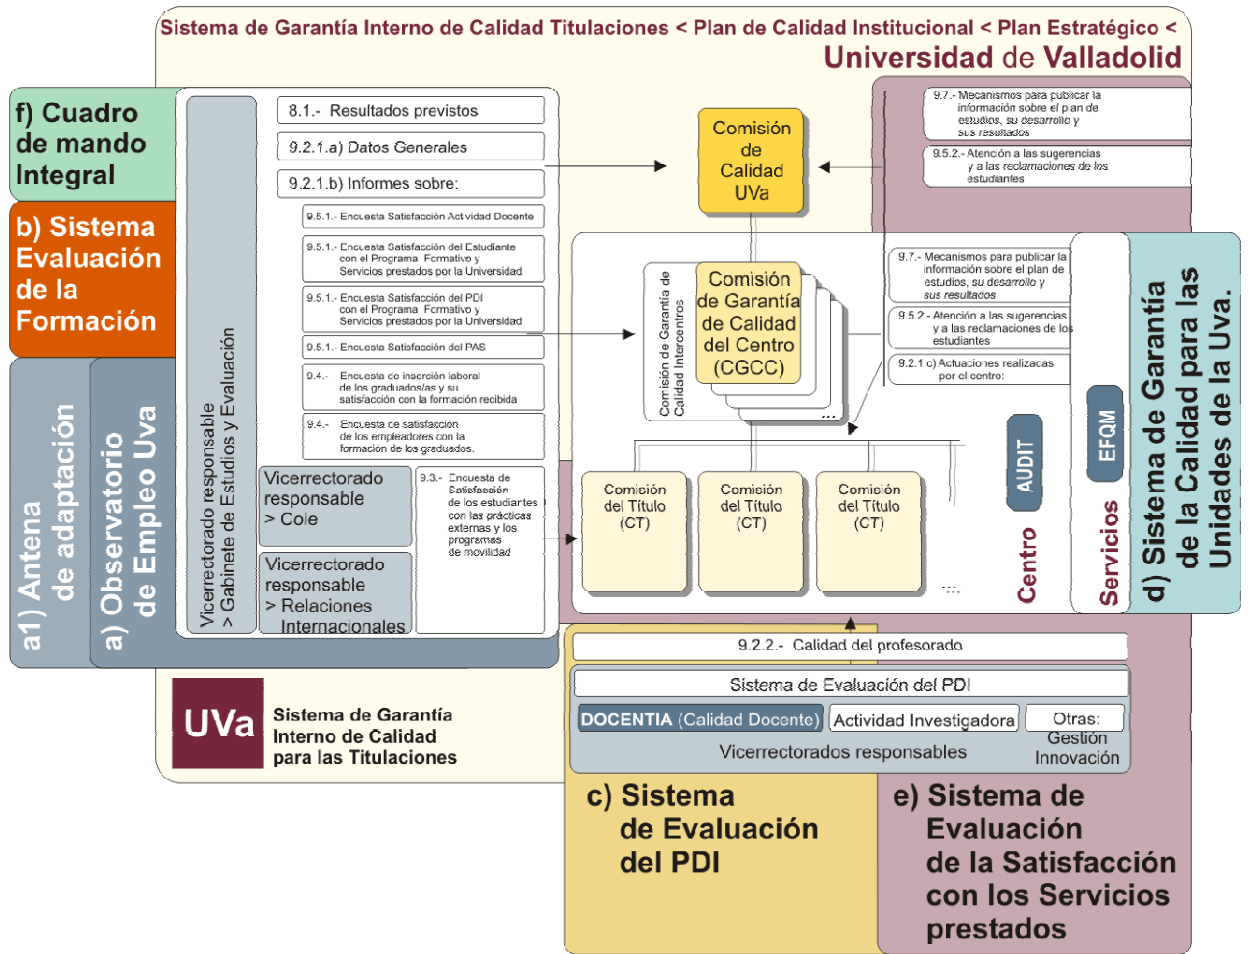 Sistema de Garantía Interno de Calidad Titulaciones < Plan de Calidad Institucional < Plan Estratégico <
Universidad de Valladolid
f) Cuadro
de mando
Integral
b) Sistema
Evaluación
de la
Formación
a1) Antena
de adaptación
a) Observatorio
de Empleo Uva
Vicerrectorado responsable
> Gabinete de Estudios y Evaluación
8.1.- Resultados previstos
9.2.1.a) Datos Generales
9.2.1.b) Informes sobre:
9.5.1.- Encuesta Satisfacción Actividad Docente
9.5.1.- Encuesta Satisfacción del Estudiante
con el Programa Formativo y
Servicios prestados por la Universidad
9.5.1.- Encuesta Satisfacción del PDI
con el Programa Formativo y
Servicios prestados por la Universidad
9.5.1.- Encuesta Satisfacción del PAS
9.4.- Encuesta de inserción laboral
de los graduados/as y su
satisfacción con la formación recibida
9.4.- Encuesta de satisfacción
de los empleadores con la
formación de los graduados.
Vicerrectorado
responsable
> Coie
Vicerrectorado
responsable
> Relaciones
Internacionales
9.3.- Encuesta de
Satisfacción
de los estudiantes
con las prácticas
externas y los
programas
de movilidad
Comisión
de
Calidad
UVa
9.7.- Mecanismos para publicar la
información sobre el plan de
estudios, su desarrollo y
sus resultados
9.5.2.- Atención a las sugerencias
y a las reclamaciones de los
estudiantes
Comisión de Garantía de
Calidad Intercentros
Comisión
de Garantía
de Calidad
del Centro
(CGCC)
...
9.7.- Mecanismos para publicar la
información sobre el plan de
estudios, su desarrollo y
sus resultados
9.5.2.- Atención a las sugerencias
y a las reclamaciones de los
estudiantes
9.2.1.c) Actuaciones realizadas
por el centro:
Comisión
del Título
(CT)
Comisión
del Título
(CT)
Comisión
del Título
(CT)
...
AUDIT
Centro
EFQM
Servicios
d) Sistema de Garantía
de la Calidad para las
Unidades de la Uva.
9.2.2.- Calidad del profesorado
Sistema de Evaluación del PDI
DOCENTIA (Calidad Docente)
Actividad Investigadora
Otras:
Gestión
Innovación
Vicerrectorados responsables
UVa
Sistema de Garantía
Interno de Calidad
para las Titulaciones
c) Sistema
de Evaluación
del PDI
e) Sistema de
Evaluación
de la Satisfacción
con los Servicios
prestados